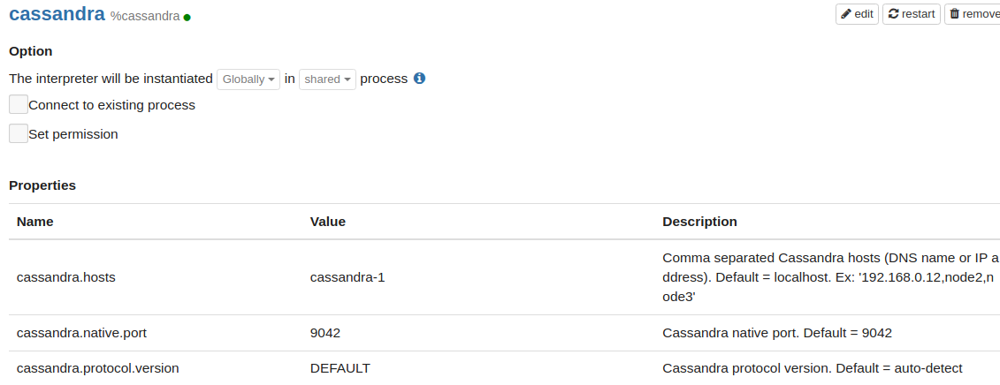 cassandra %cassandra
edit restart remove
Option
The interpreter will be instantiated Globally in shared process
Connect to existing process
Set permission
Properties
Name Value Description
cassandra.hosts cassandra-1 Comma separated Cassandra hosts (DNS name or IP a
ddress). Default = localhost. Ex: '192.168.0.12,node2,n
ode3'
cassandra.native.port 9042 Cassandra native port. Default = 9042
cassandra.protocol.version DEFAULT Cassandra protocol version. Default = auto-detect